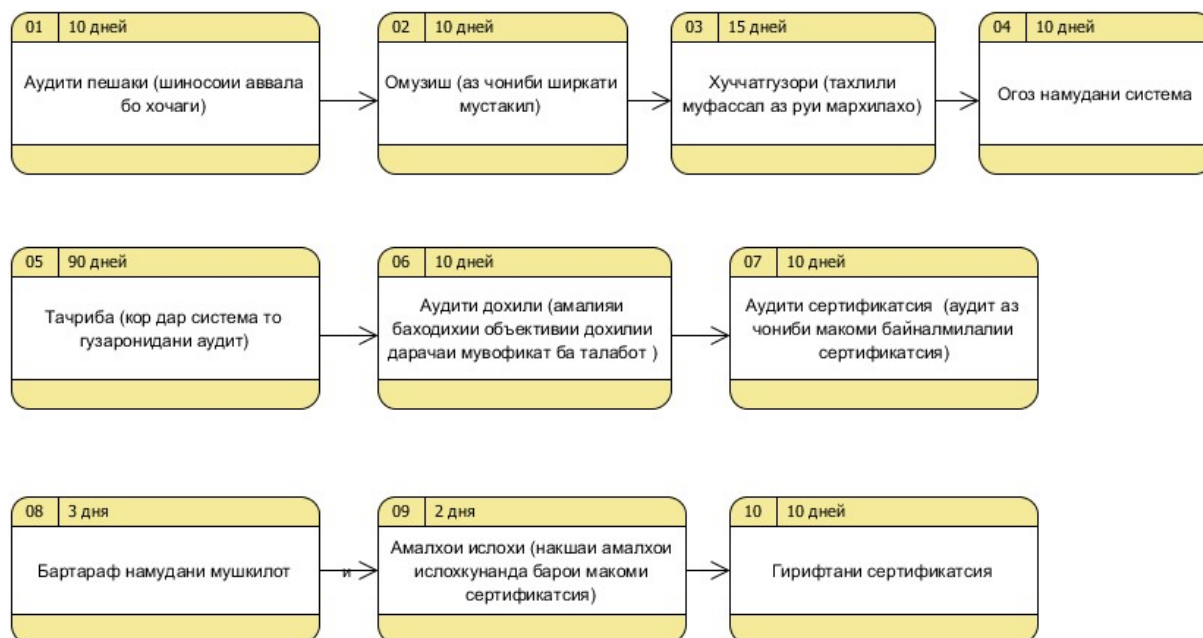 01 10 дней
Аудити пешаки (шиносоии аввала
бо хочаги)
02 10 дней
Омузиш (аз чониби ширкати
мустакил)
03 15 дней
Хуччатгузори (тахлили
муфассал аз руи мархилахо)
04 10 дней
Огоз намудани система
05 90 дней
Тачриба (кор дар система то
гузаронидани аудит)
06 10 дней
Аудити дохили (амалияи
баходихии объективии дохилии
дарачаи мувофикат ба талабот )
07 10 дней
Аудити сертификатсия (аудит аз
чониби макоми байналмилалии
сертификатсия)
08 3 дня
Бартараф намудани мушкилот
и
09 2 дня
Амалхои ислохи (накшаи амалхои
ислохкунанда барои макоми
сертификатсия)
10 10 дней
Гирифтани сертификатсия